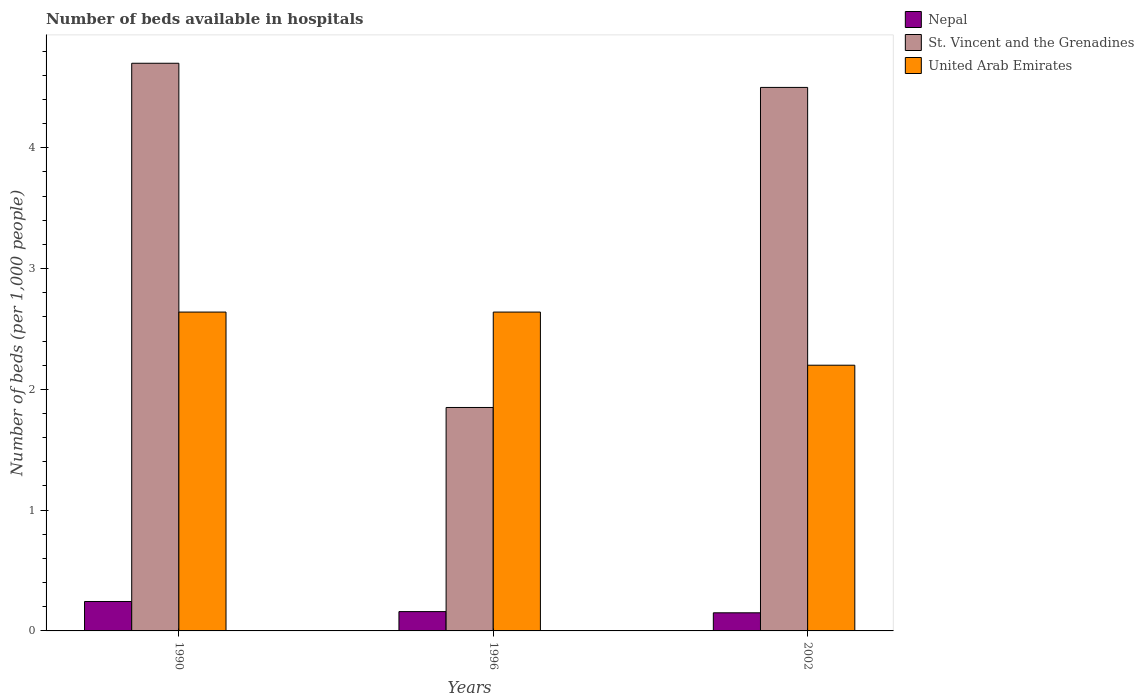 Number of beds available in hospitals
Nepal
St. Vincent and the Grenadines
United Arab Emirates
Number of beds (per 1,000 people)
4
3
2
1
0
1990
1996
2002
Years